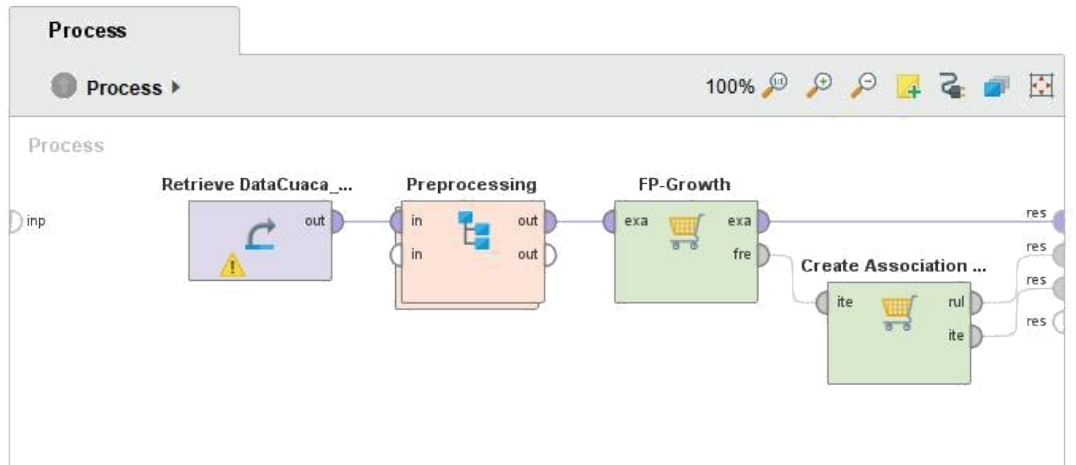 Process
Process
100%
Process
Retrieve DataCuaca_...
Preprocessing
FP-Growth
inp
out
in
out
in
out
exa
exa
fre
res
res
res
res
Create Association ...
ite
rul
ite